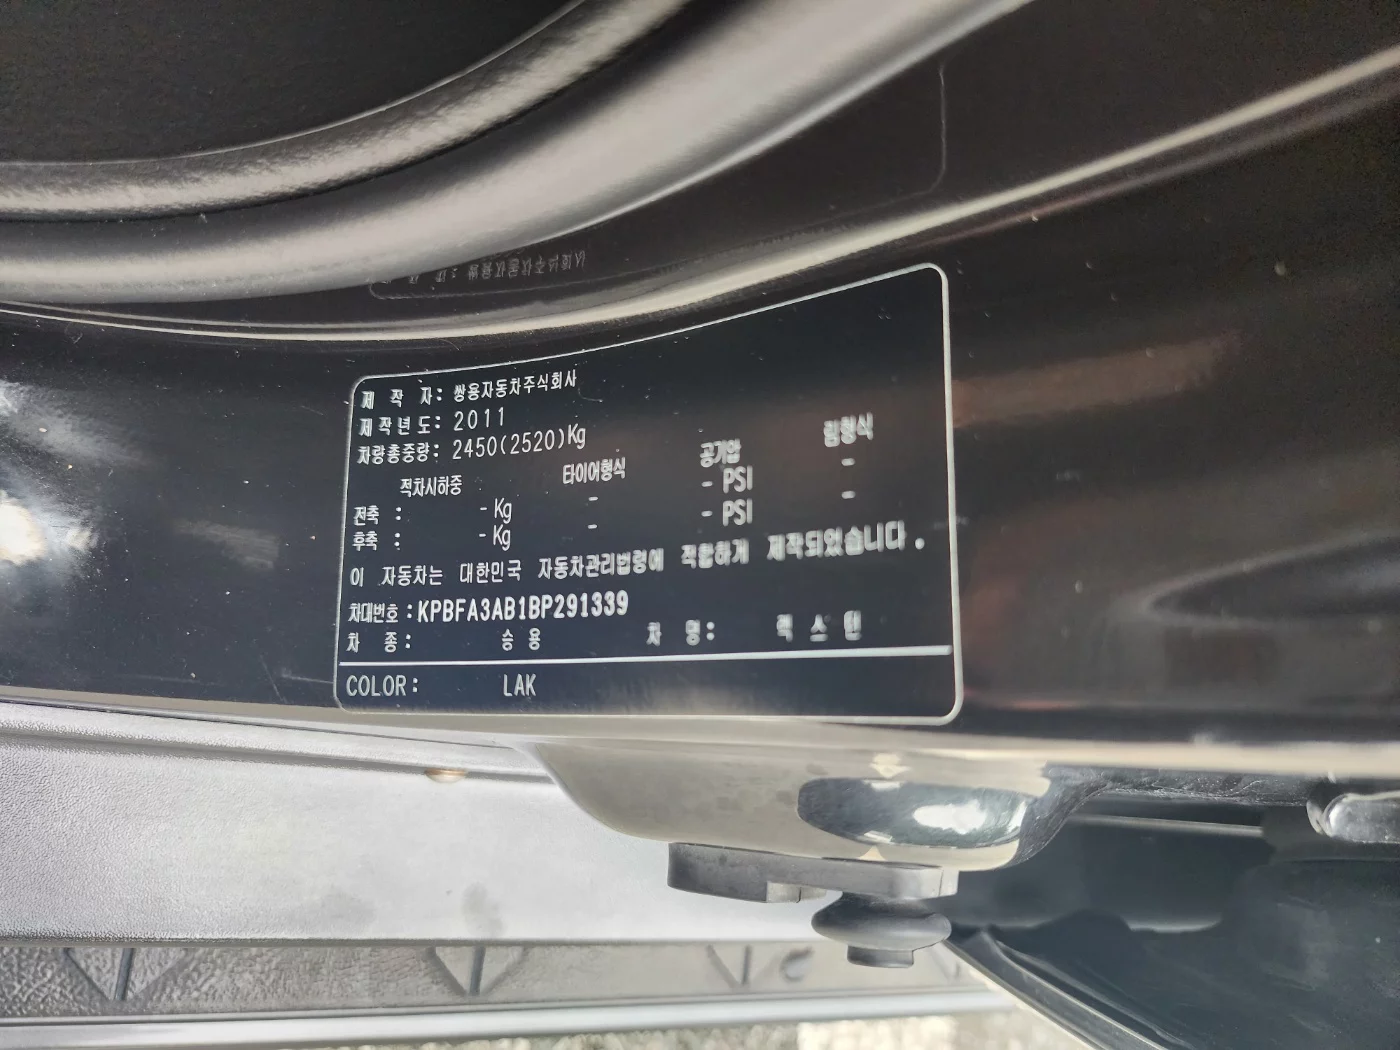 제 작 자: 쌍용자동차주식회사
제작년도: 2011
차량총중량: 2450(2520)Kg
적차시하중 타이어형식 공기압 림형식
전축 : - Kg - - PSI -
후축 : - Kg - - PSI -
이 자동차는 대한민국 자동차관리법령에 적합하게 제작되었습니다.
차대번호:KPBFA3AB1BP291339
차 종: 승 용 차 명: 렉 스 턴
COLOR: LAK